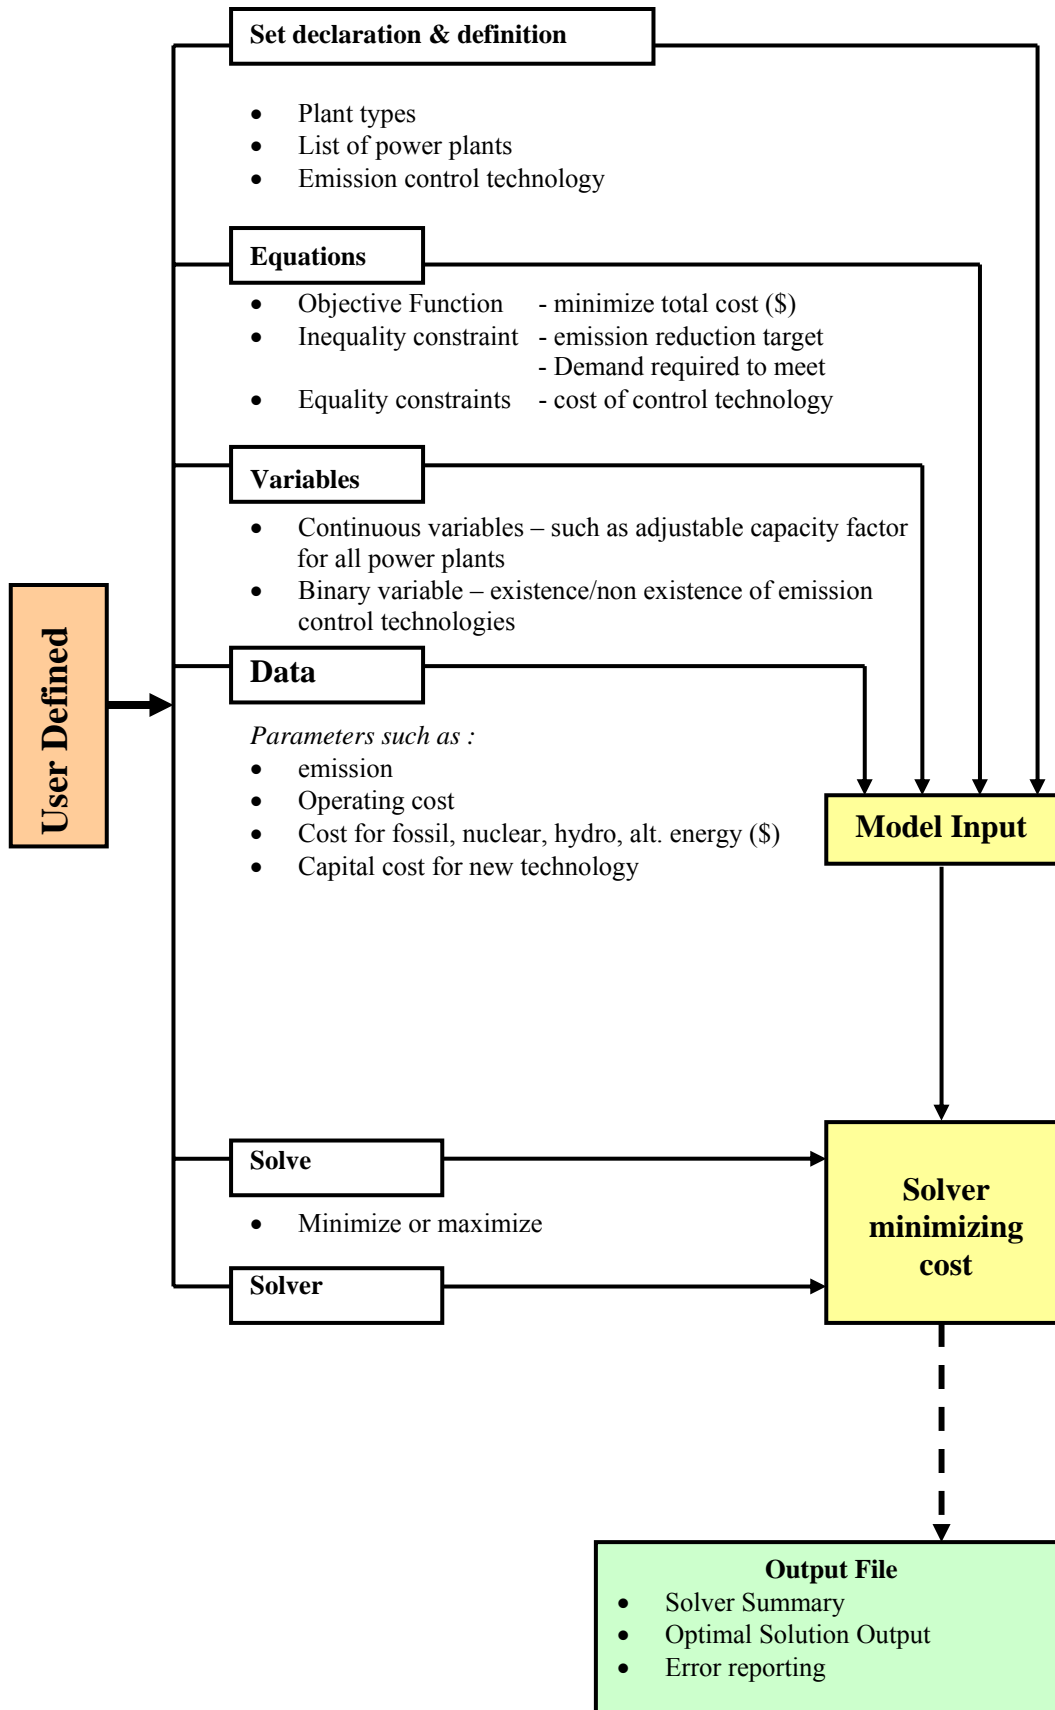 Set declaration & definition
• Plant types
• List of power plants
• Emission control technology
Equations
• Objective Function - minimize total cost ($)
• Inequality constraint - emission reduction target
- Demand required to meet
• Equality constraints - cost of control technology
Variables
• Continuous variables – such as adjustable capacity factor
for all power plants
• Binary variable – existence/non existence of emission
control technologies
User Defined
Data
Parameters such as :
• emission
• Operating cost
• Cost for fossil, nuclear, hydro, alt. energy ($)
• Capital cost for new technology
Model Input
Solve
• Minimize or maximize
Solver
Solver
minimizing
cost
Output File
• Solver Summary
• Optimal Solution Output
• Error reporting